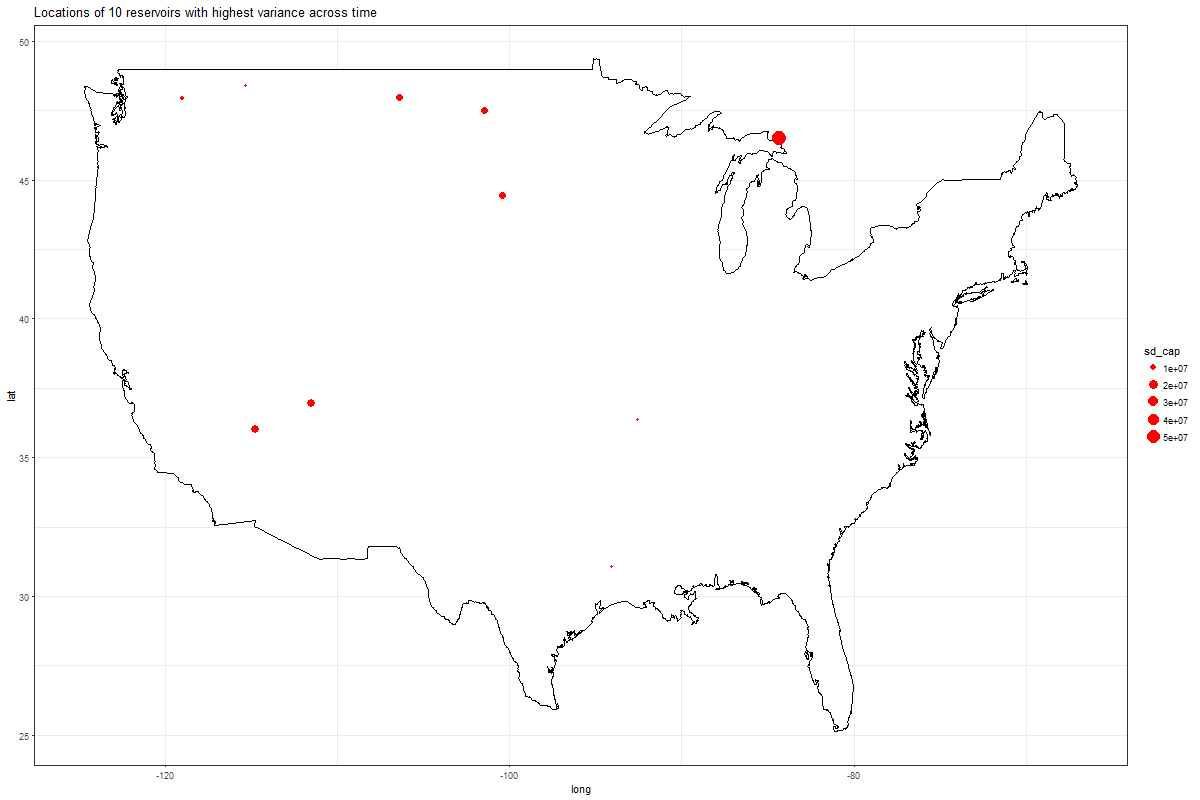 Locations of 10 reservoirs with highest variance across time
50
45
40
35
30
25
lat
-120
-100
-80
long
sd_cap
1e+07
2e+07
3e+07
4e+07
5e+07